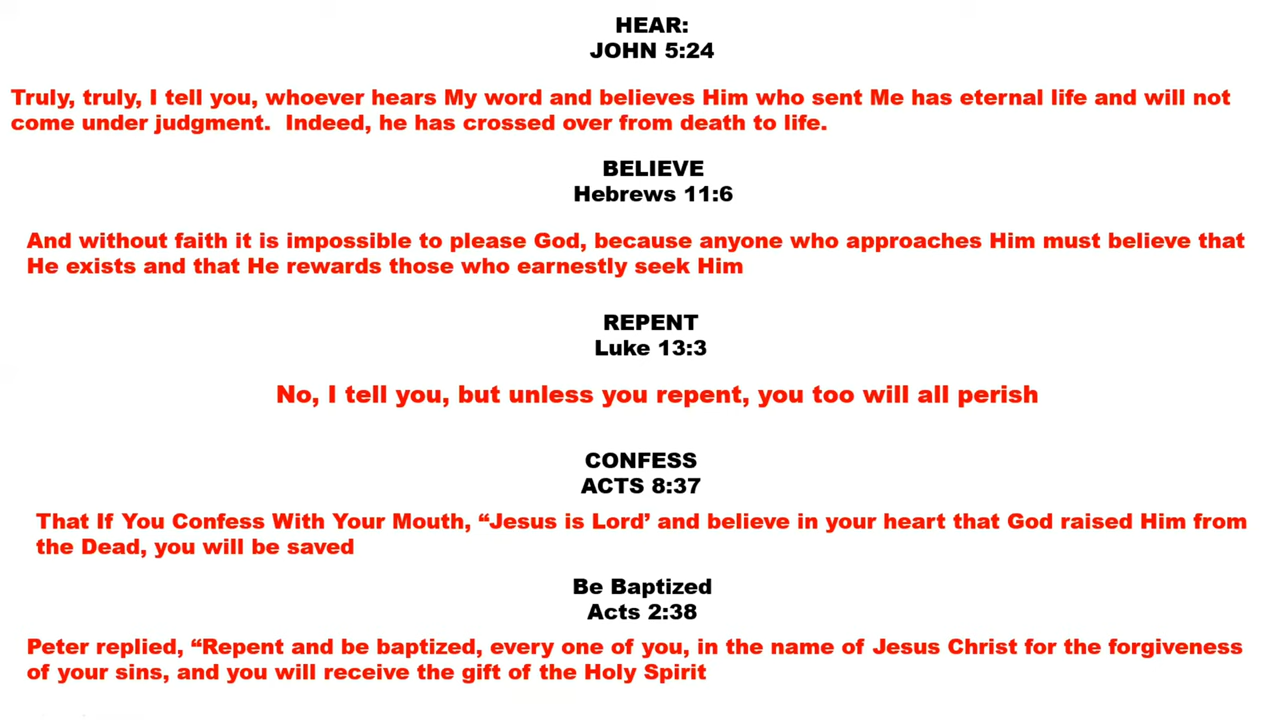 HEAR:
JOHN 5:24
Truly, truly, I tell you, whoever hears My word and believes Him who sent Me has eternal life and will not
come under judgment.  Indeed, he has crossed over from death to life.
BELIEVE
Hebrews 11:6
And without faith it is impossible to please God, because anyone who approaches Him must believe that
He exists and that He rewards those who earnestly seek Him
REPENT
Luke 13:3
No, I tell you, but unless you repent, you too will all perish
CONFESS
ACTS 8:37
That If You Confess With Your Mouth, “Jesus is Lord’ and believe in your heart that God raised Him from
the Dead, you will be saved
Be Baptized
Acts 2:38
Peter replied, “Repent and be baptized, every one of you, in the name of Jesus Christ for the forgiveness
of your sins, and you will receive the gift of the Holy Spirit